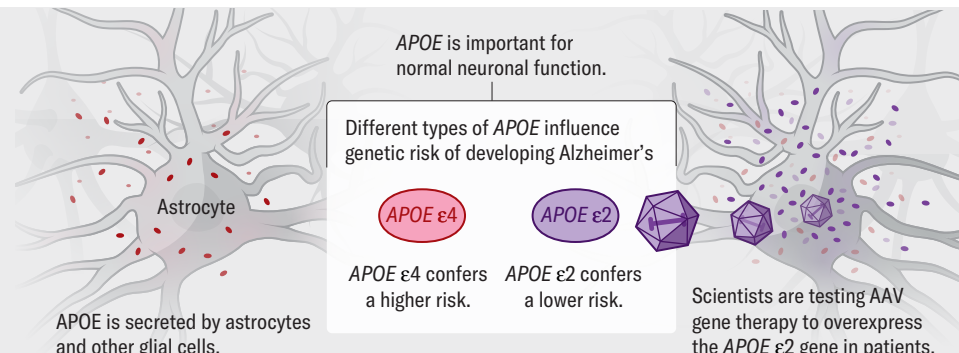 APOE is important for
normal neuronal function.
Different types of APOE influence
genetic risk of developing Alzheimer's
Astrocyte
APOE ε4
APOE ε2
APOE ε4 confers
a higher risk.
APOE ε2 confers
a lower risk.
APOE is secreted by astrocytes
and other glial cells.
Scientists are testing AAV
gene therapy to overexpress
the APOE ε2 gene in patients.